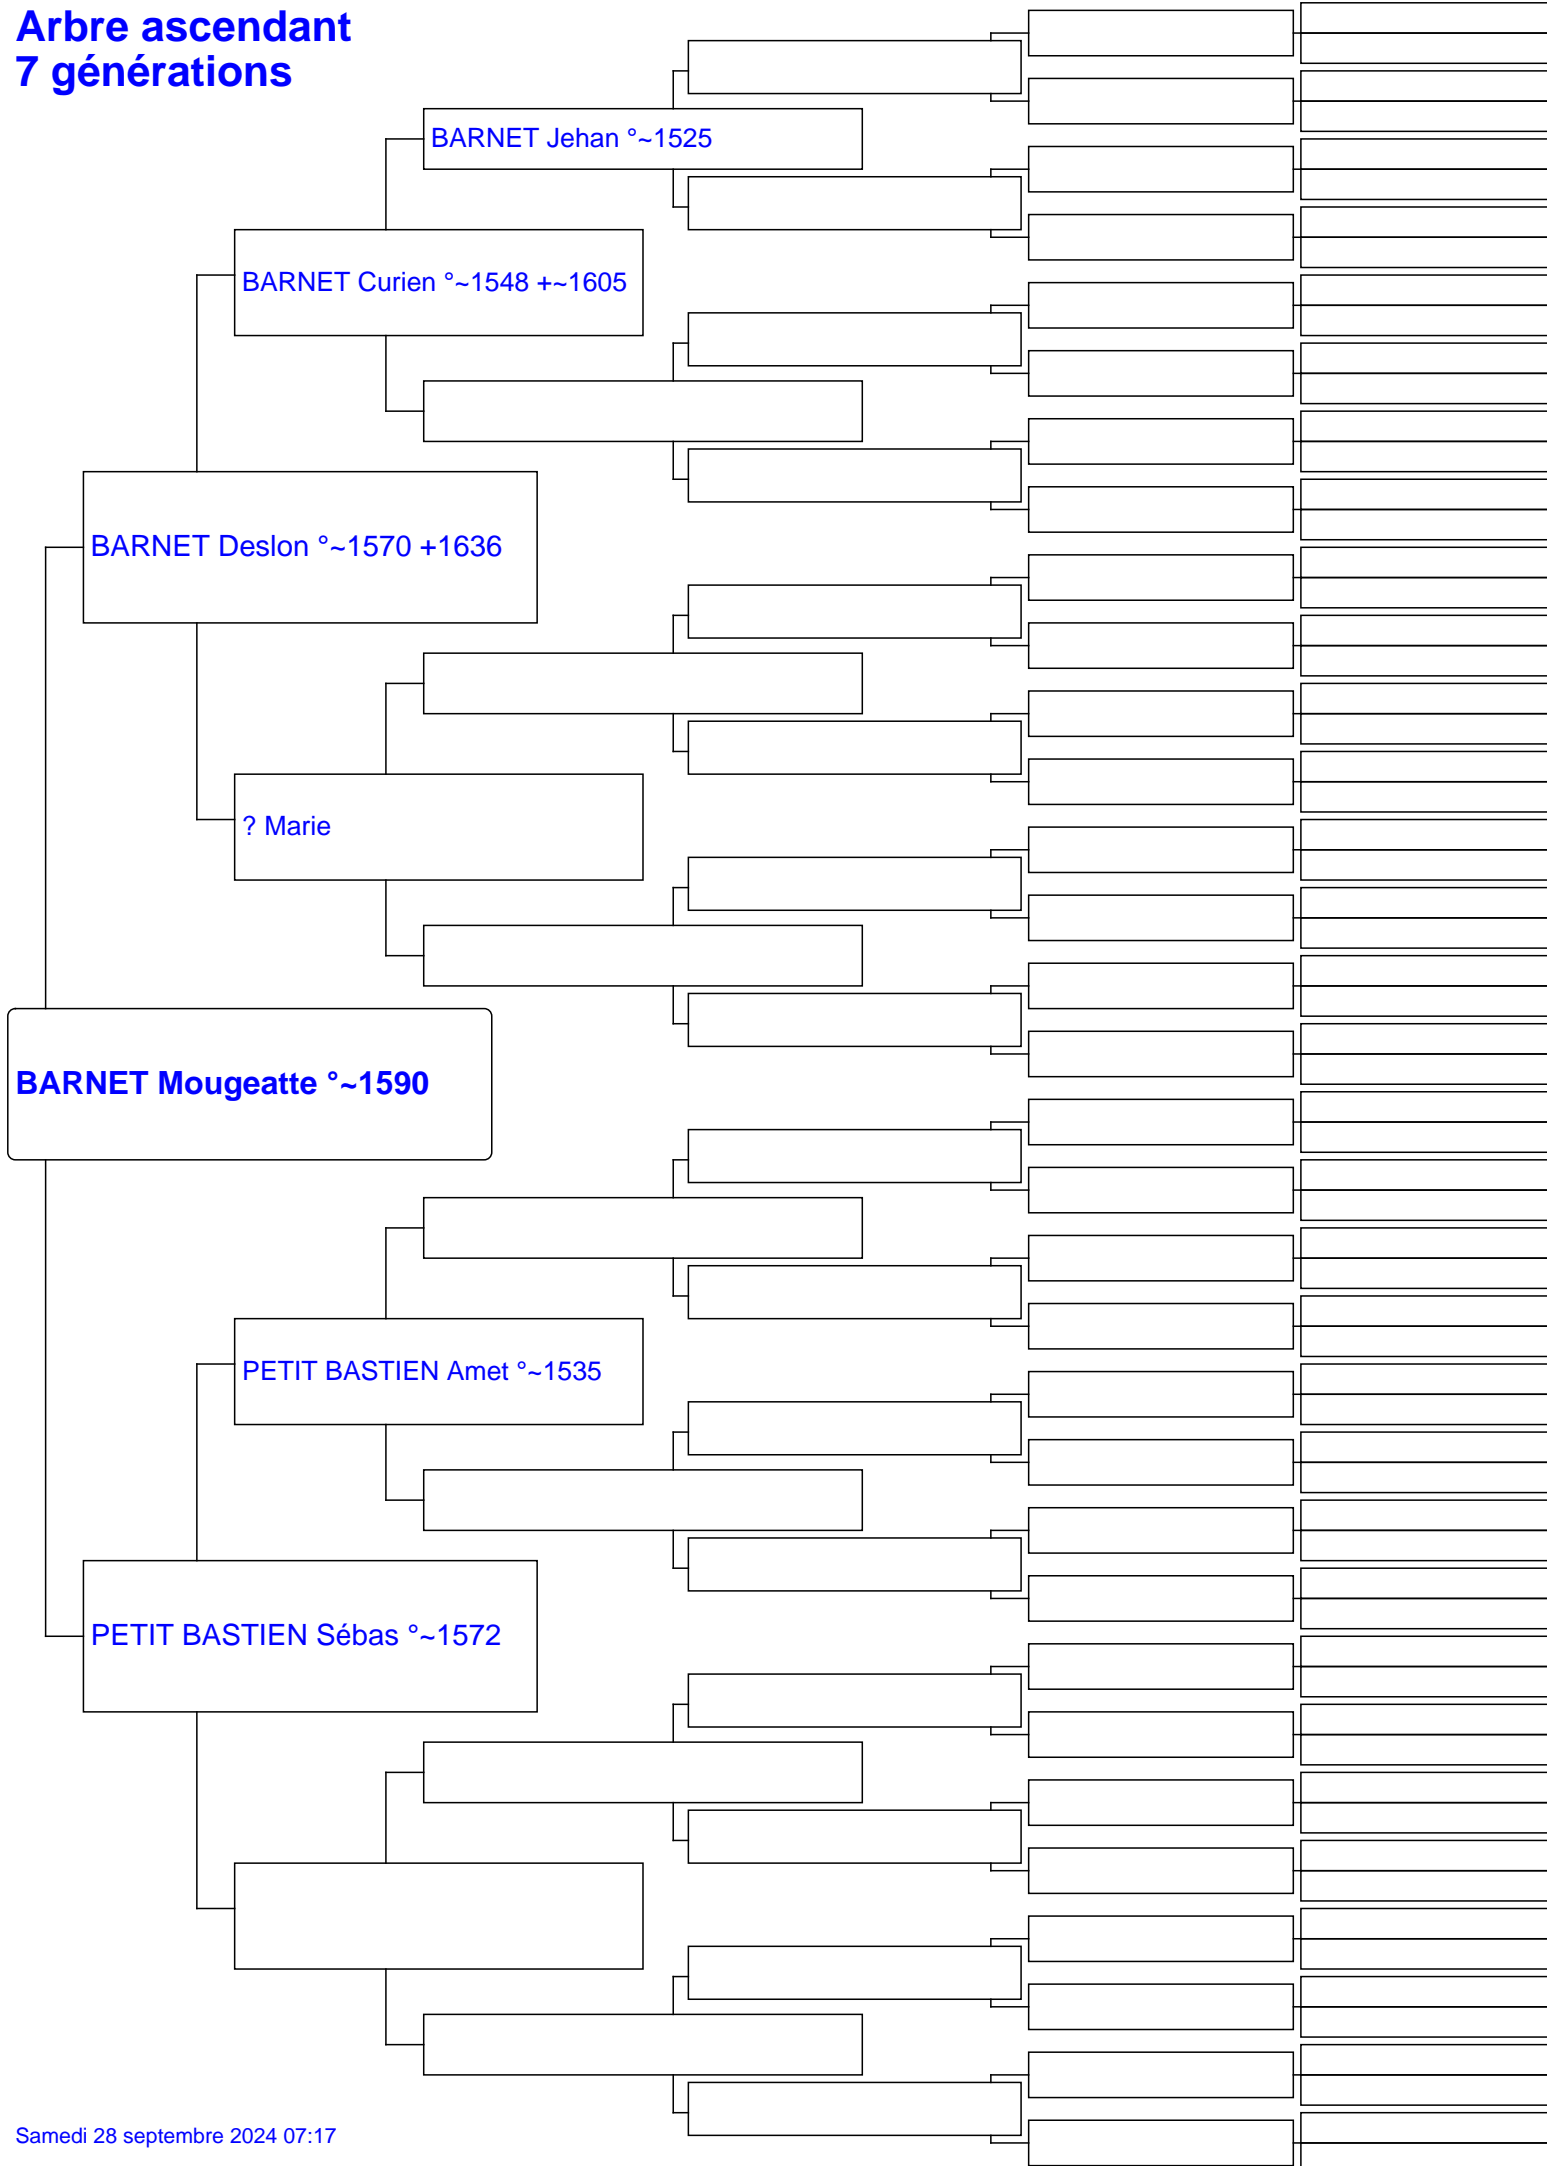 Arbre ascendant
7 générations
BARNET Jehan °~1525
BARNET Curien °~1548 +~1605
BARNET Deslon °~1570 +1636
? Marie
BARNET Mougeatte °~1590
PETIT BASTIEN Amet °~1535
PETIT BASTIEN Sébas °~1572
Samedi 28 septembre 2024 07:17